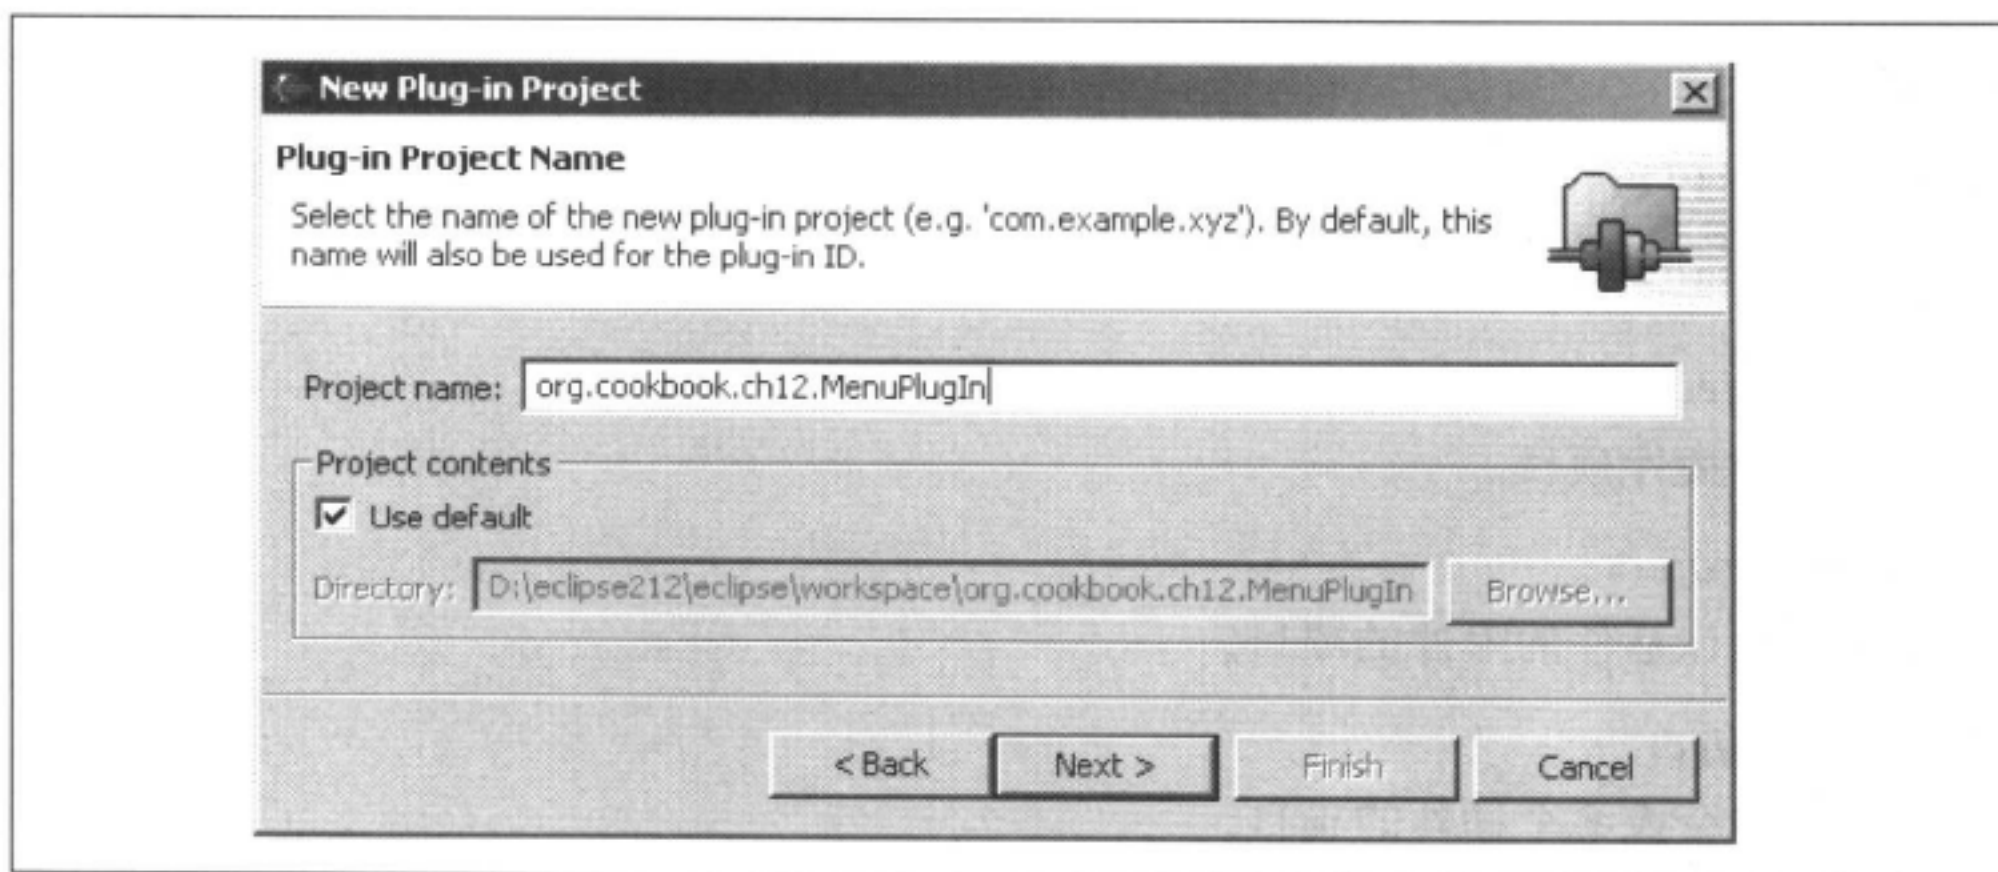 New Plug-in Project
Plug-in Project Name
Select the name of the new plug-in project (e.g. 'com.example.xyz'). By default, this
name will also be used for the plug-in ID.
Project name: org.cookbook.ch12.MenuPlugIn
Project contents
Use default
Directory: D:\eclipse212\eclipse\workspace\org.cookbook.ch12.MenuPlugIn Browse...
< Back Next > Finish Cancel